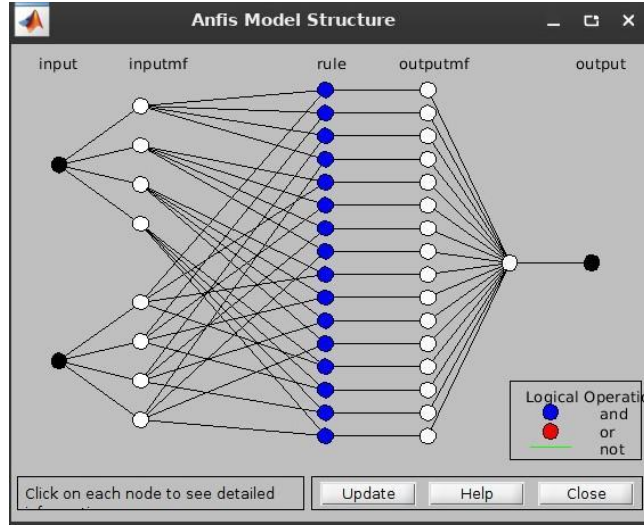 Anfis Model Structure
input inputmf rule outputmf output
Logical Operatio
and
or
not
Click on each node to see detailed
Update Help Close